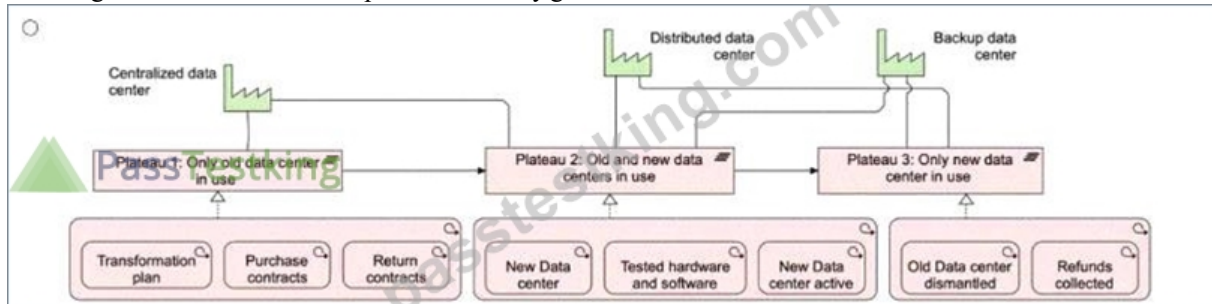 Distributed data
center
Backup data
center
Centralized data
center
Plateau 1: Only old data center
in use
Plateau 2: Old and new data
centers in use
Plateau 3: Only new data
center in use
PassTestking
passtestking.com
Transformation
plan
Purchase
contracts
Return
contracts
New Data
center
Tested hardware
and software
New Data
center active
Old Data center
dismantled
Refunds
collected